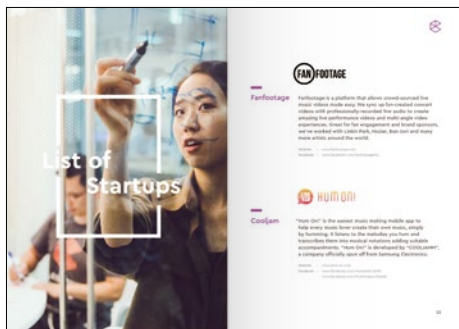 List of
Startups
FAN FOOTAGE
Fanfootage
Fanfootage is a platform that allows crowd-sourced live
music videos made easy. We sync up fan-created concert
videos with professionally-recorded live audio to create
amazing live performance videos and multi-angle video
experiences. Great for fan engagement and brand sponsors,
we've worked with Linkin Park, Hozier, Bon Jovi and many
more artists around the world.
HUM ON!
Cooljam
"Hum On!" is the easiest music making mobile app to
help every music lover create their own music, simply
by humming. It listens to the melodies you hum and
transcribes them into musical notations adding suitable
accompaniments. "Hum On!" is developed by "COOLJAMM",
a company officially spun off from Samsung Electronics.